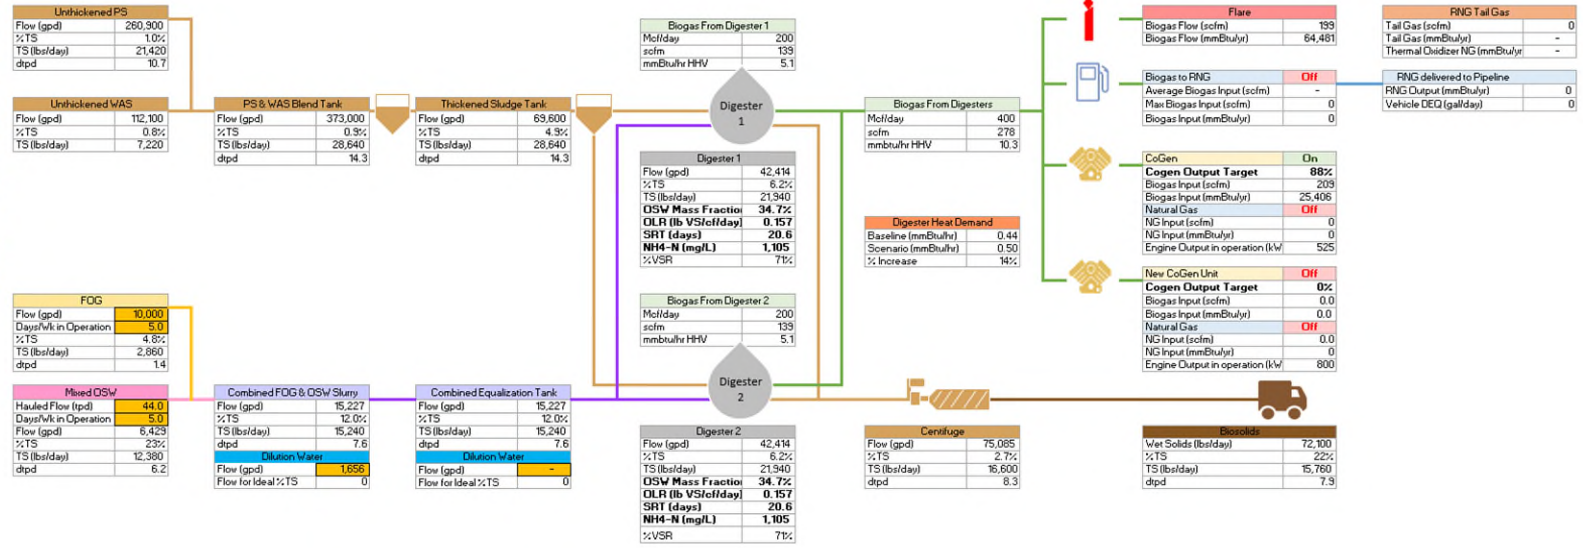 Unthickened PS
Flow (gpd) 260,900
%TS 1.0%
TS (lbs/day) 21,420
dtpd 10.7
Unthickened WAS
Flow (gpd) 112,100
%TS 0.8%
TS (lbs/day) 7,220
PS & WAS Blend Tank
Flow (gpd) 373,000
%TS 0.9%
TS (lbs/day) 28,640
dtpd 14.3
Thickened Sludge Tank
Flow (gpd) 69,600
%TS 4.9%
TS (lbs/day) 28,640
dtpd 14.3
FOG
Flow (gpd) 10,000
Days/Wk in Operation 5.0
%TS 4.8%
TS (lbs/day) 2,860
dtpd 1.4
Mixed OSW
Hauled Flow (tpd) 44.0
Days/Wk in Operation 5.0
Flow (gpd) 6,429
%TS 23%
TS (lbs/day) 12,380
dtpd 6.2
Combined FOG & OSW Slurry
Flow (gpd) 15,227
%TS 12.0%
TS (lbs/day) 15,240
dtpd 7.6
Dilution Water
Flow (gpd) 1,656
Flow for Ideal %TS 0
Combined Equalization Tank
Flow (gpd) 15,227
%TS 12.0%
TS (lbs/day) 15,240
dtpd 7.6
Dilution Water
Flow (gpd) -
Flow for Ideal %TS 0
Biogas From Digester 1
Mcf/day 200
scfm 139
mmBtu/hr HHV 5.1
Digester
1
Digester 1
Flow (gpd) 42,414
%TS 6.2%
TS (lbs/day) 21,940
OSW Mass Fractio 34.7%
OLR (lb VS/cf/day) 0.157
SRT (days) 20.6
NH4-N (mg/L) 1,105
%VSR 71%
Biogas From Digester 2
Mcf/day 200
scfm 139
mmbtu/hr HHV 5.1
Digester
2
Digester 2
Flow (gpd) 42,414
%TS 6.2%
TS (lbs/day) 21,940
OSW Mass Fractio 34.7%
OLR (lb VS/cf/day) 0.157
SRT (days) 20.6
NH4-N (mg/L) 1,105
%VSR 71%
Biogas From Digesters
Mcf/day 400
scfm 278
mmbtu/hr HHV 10.3
Digester Heat Demand
Baseline (mmBtu/hr) 0.44
Scenario (mmBtu/hr) 0.50
% Increase 14%
Centifuge
Flow (gpd) 75,085
%TS 2.7%
TS (lbs/day) 16,600
dtpd 8.3
Flare
Biogas Flow (scfm) 199
Biogas Flow (mmBtu/yr) 64,481
Biogas to RNG Off
Average Biogas Input (scfm) -
Max Biogas Input (scfm) 0
Biogas Input (mmBtu/yr) 0
CoGen On
Cogen Output Target 88%
Biogas Input (scfm) 209
Biogas Input (mmBtu/yr) 25,406
Natural Gas Off
NG Input (scfm) 0
NG Input (mmBtu/yr) 0
Engine Output in operation (kW 525
New CoGen Unit Off
Cogen Output Target 0%
Biogas Input (scfm) 0.0
Biogas Input (mmBtu/yr) 0.0
Natural Gas Off
NG Input (scfm) 0.0
NG Input (mmBtu/yr) 0
Engine Output in operation (kW 800
Biosolids
Wet Solids (lbs/day) 72,100
%TS 22%
TS (lbs/day) 15,760
dtpd 7.9
RNG Tail Gas
Tail Gas (scfm) 0
Tail Gas (mmBtu/yr) -
Thermal Oxidizer NG (mmBtu/yr -
RNG delivered to Pipeline
RNG Output (mmBtu/yr) 0
Vehicle DEQ (gal/day) 0